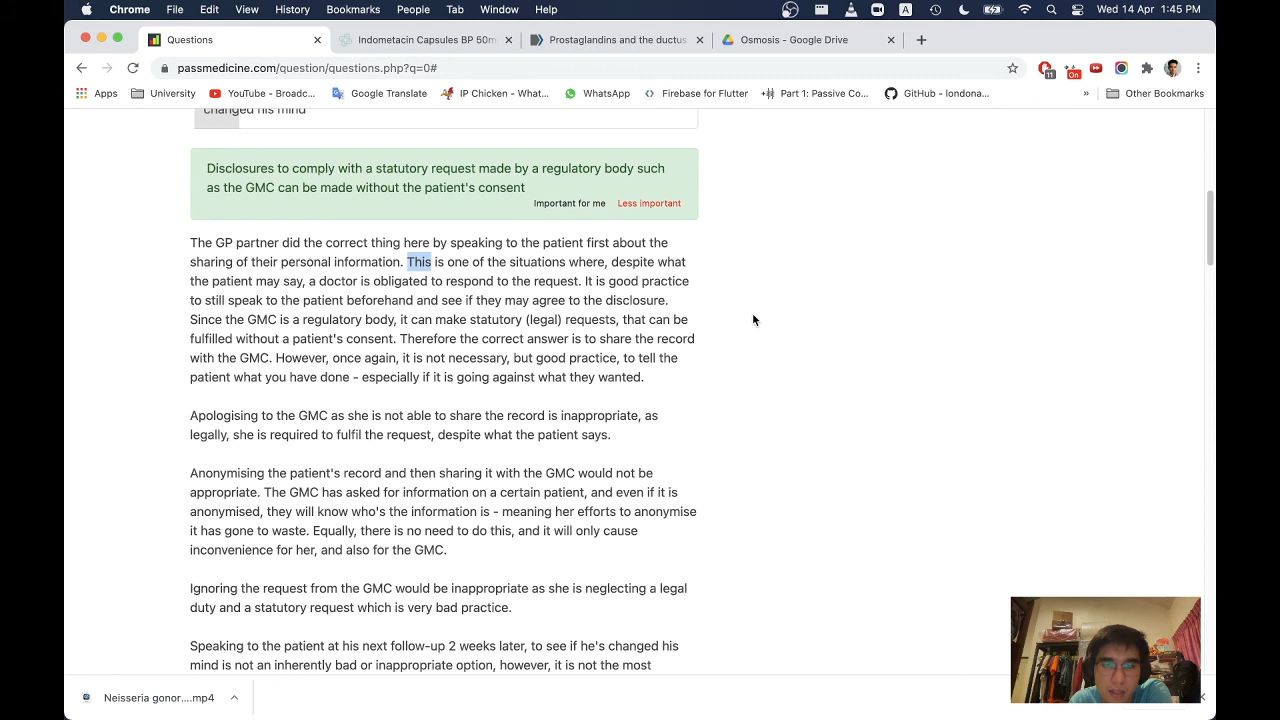 Chrome File Edit View History Bookmarks People Tab Window Help A Wed 14 Apr 1:45 PM
Questions Indometacin Capsules BP 50m Prostaglandins and the ductus Osmosis - Google Drive
passmedicine.com/question/questions.php?q=0# 11 On
Apps University YouTube - Broadc... Google Translate IP Chicken - What... WhatsApp Firebase for Flutter Part 1: Passive Co... GitHub - londona... » Other Bookmarks
changed his mind
Disclosures to comply with a statutory request made by a regulatory body such
as the GMC can be made without the patient's consent
Important for me Less important
The GP partner did the correct thing here by speaking to the patient first about the
sharing of their personal information. This is one of the situations where, despite what
the patient may say, a doctor is obligated to respond to the request. It is good practice
to still speak to the patient beforehand and see if they may agree to the disclosure.
Since the GMC is a regulatory body, it can make statutory (legal) requests, that can be
fulfilled without a patient's consent. Therefore the correct answer is to share the record
with the GMC. However, once again, it is not necessary, but good practice, to tell the
patient what you have done - especially if it is going against what they wanted.
Apologising to the GMC as she is not able to share the record is inappropriate, as
legally, she is required to fulfil the request, despite what the patient says.
Anonymising the patient's record and then sharing it with the GMC would not be
appropriate. The GMC has asked for information on a certain patient, and even if it is
anonymised, they will know who's the information is - meaning her efforts to anonymise
it has gone to waste. Equally, there is no need to do this, and it will only cause
inconvenience for her, and also for the GMC.
Ignoring the request from the GMC would be inappropriate as she is neglecting a legal
duty and a statutory request which is very bad practice.
Speaking to the patient at his next follow-up 2 weeks later, to see if he's changed his
mind is not an inherently bad or inappropriate option, however, it is not the most
Neisseria gonor....mp4